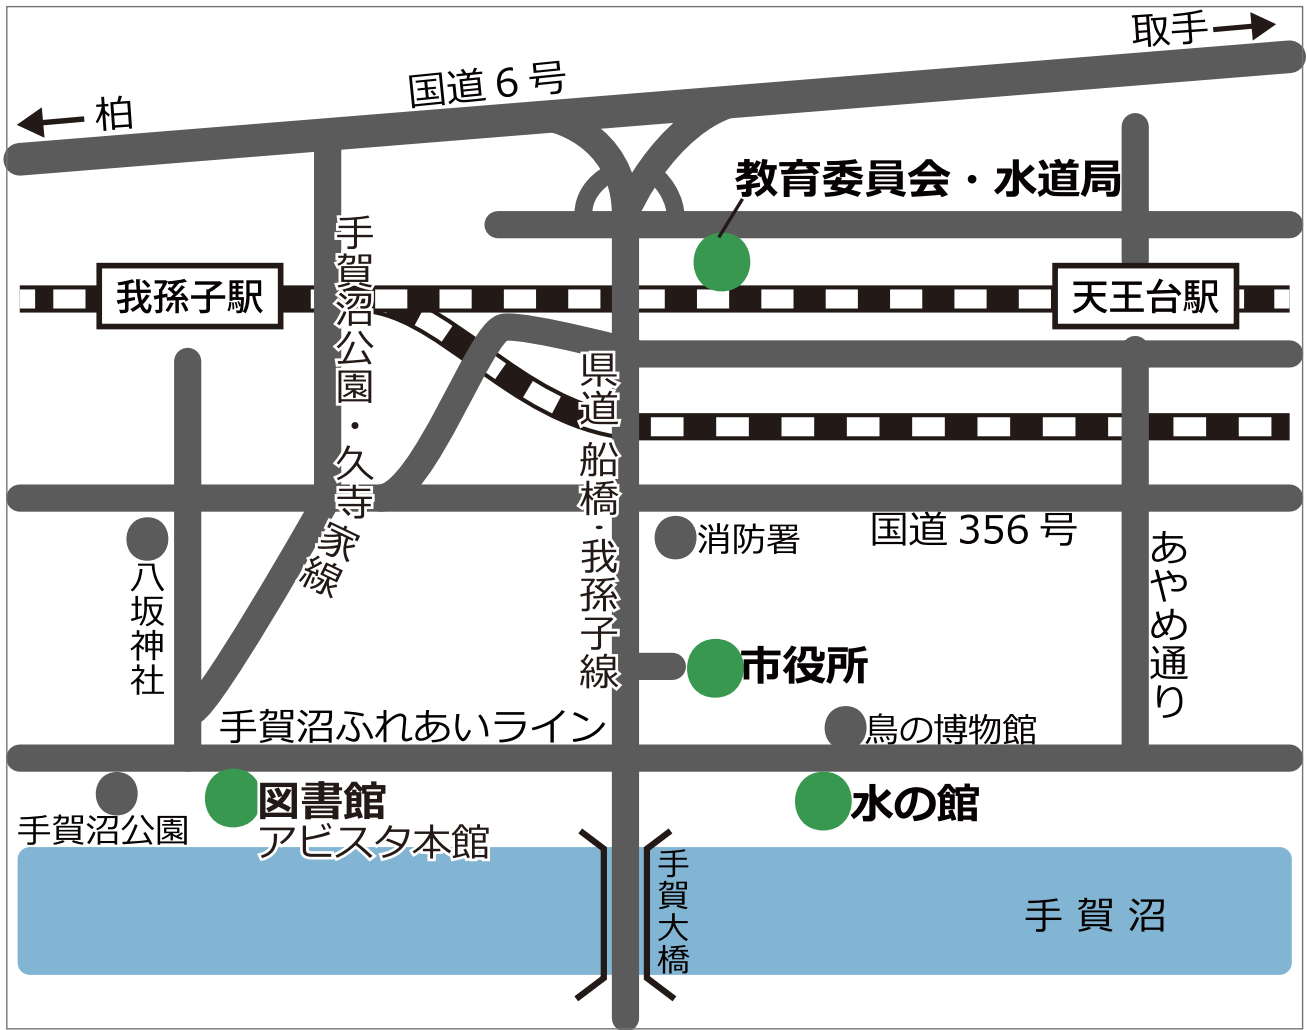 取手
国道6号
柏
教育委員会・水道局
我孫子駅
天王台駅
手賀沼公園・久寺家線
県道 船橋・我孫子線
国道 356 号
消防署
八坂神社
あやめ通り
市役所
手賀沼ふれあいライン
鳥の博物館
図書館
アビスタ本館
水の館
手賀沼公園
手賀大橋
手賀沼